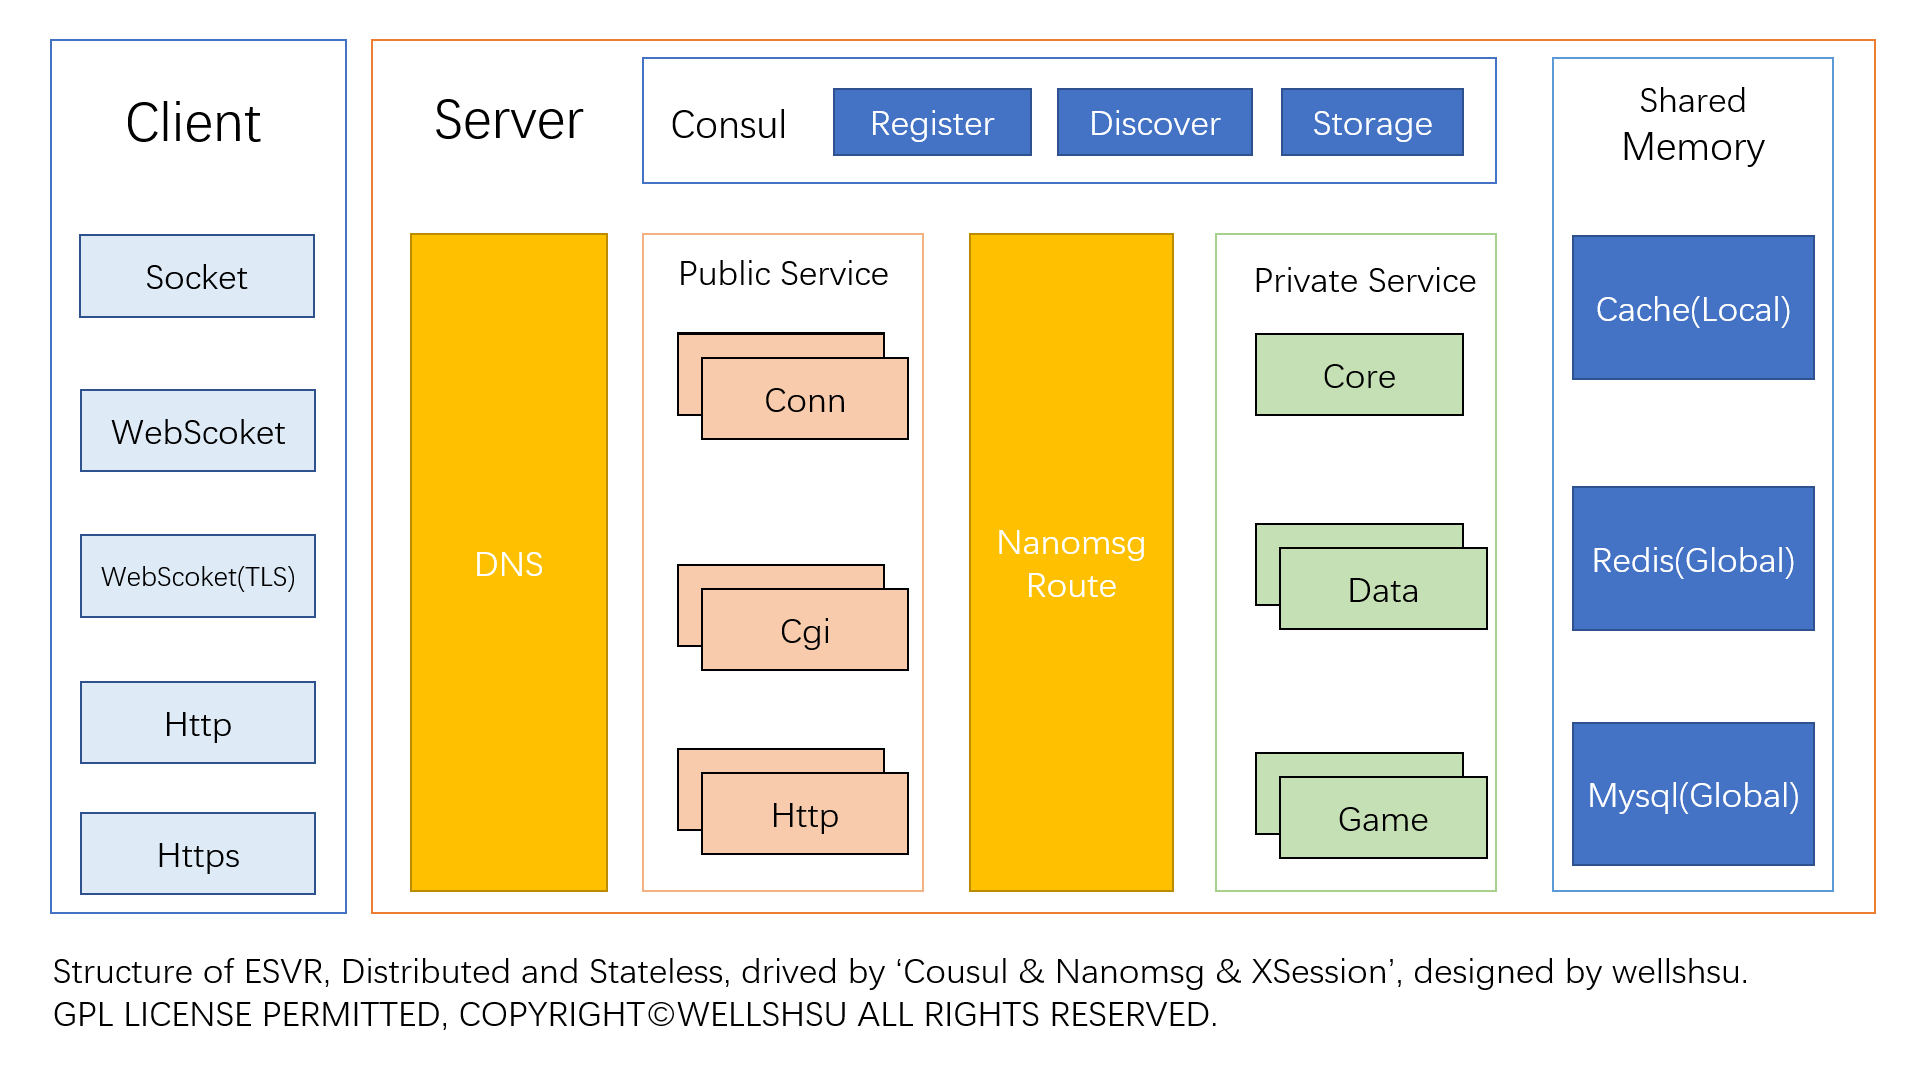 Client
Socket
WebScoket
WebScoket(TLS)
Http
Https
Server
Consul
Register
Discover
Storage
DNS
Public Service
Conn
Cgi
Http
Nanomsg
Route
Private Service
Core
Data
Game
Shared
Memory
Cache(Local)
Redis(Global)
Mysql(Global)
Structure of ESVR, Distributed and Stateless, drived by ‘Cousul & Nanomsg & XSession’, designed by wellshsu.
GPL LICENSE PERMITTED, COPYRIGHT©WELLSHSU ALL RIGHTS RESERVED.